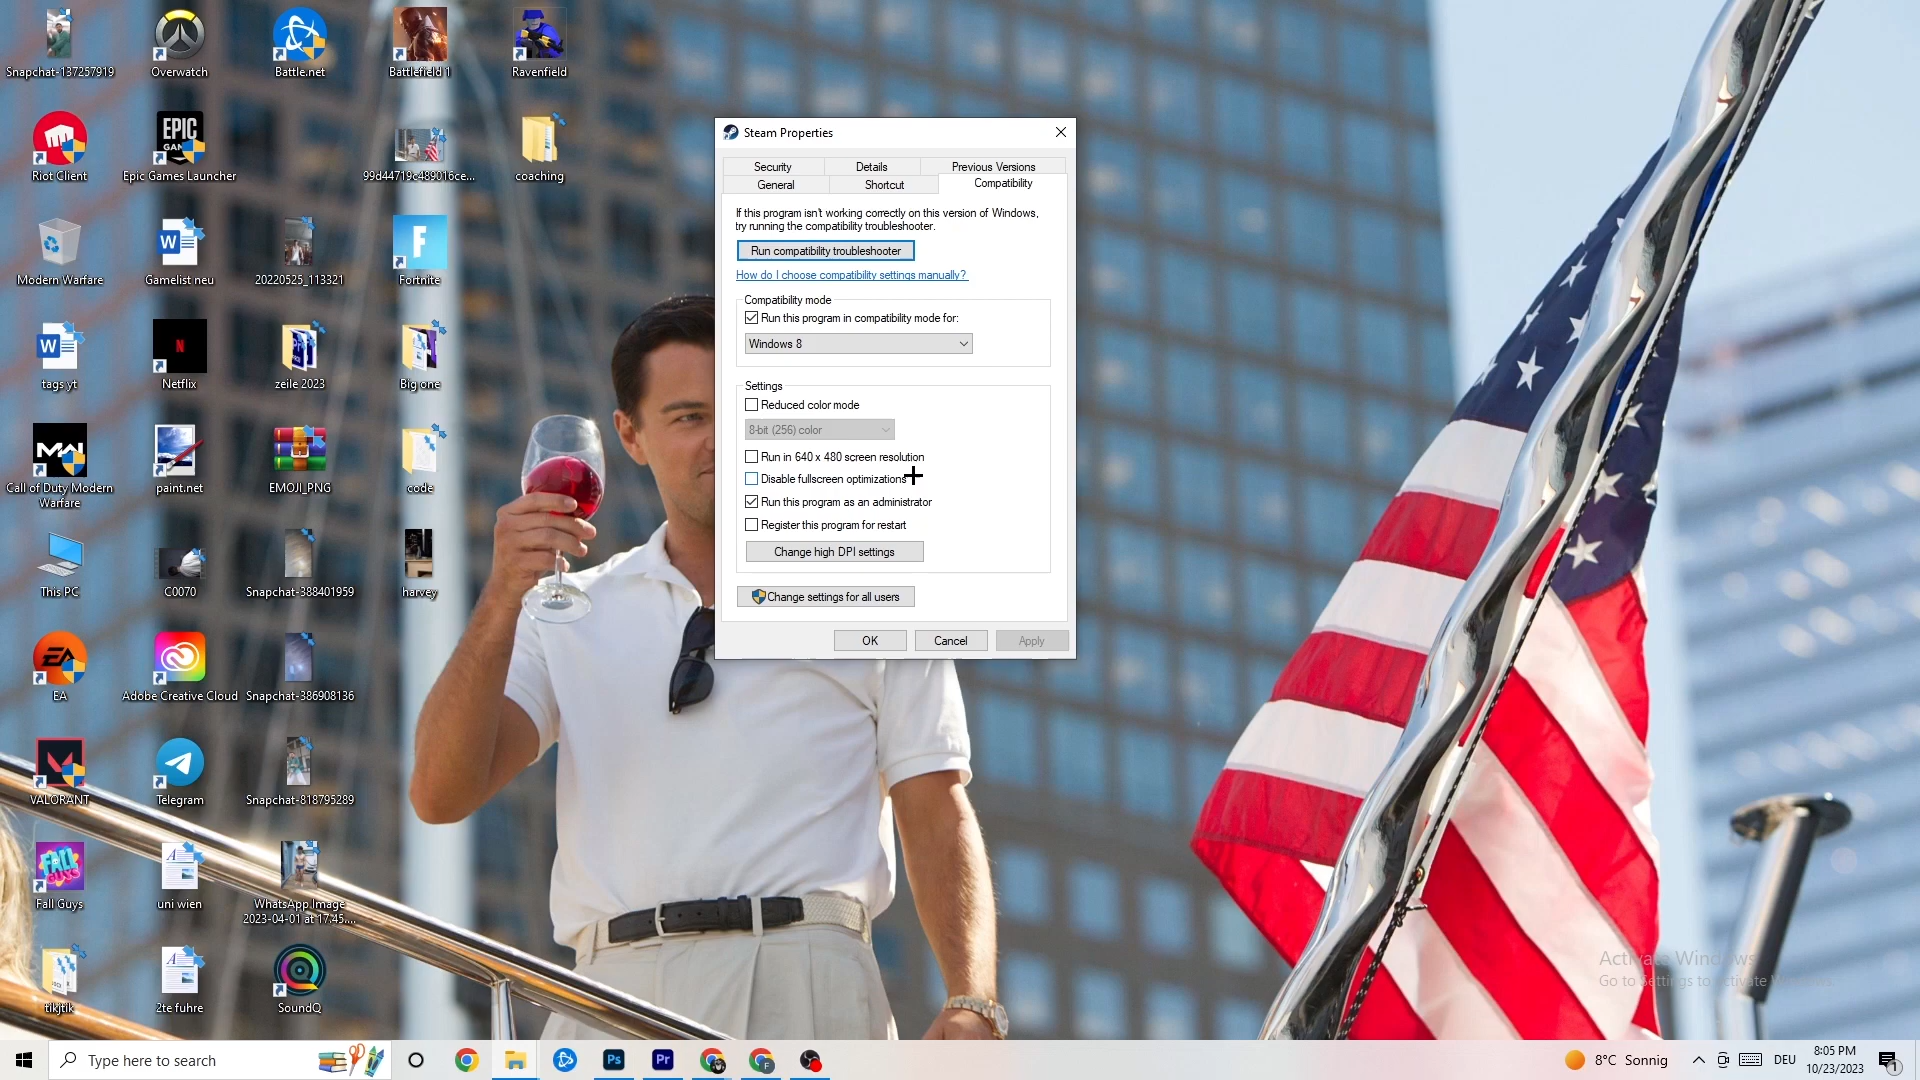 Snapchat-137257919
Overwatch
Battle.net
Battlefield 1
Ravenfield
Riot Client
EPIC
Epic Games Launcher
99d44719c489016ce...
coaching
Modern Warfare
W
Gamelist neu
20220525_113321
F
Fortnite
W
tags yt
N
Netflix
zeile 2023
Big one
MW
Call of Duty Modern
Warfare
paint.net
EMOJI_PNG
code
This PC
C0070
Snapchat-388401959
harvey
EA
EA
Adobe Creative Cloud
Snapchat-386908136
VALORANT
Telegram
Snapchat-818795289
FALL
GUYS
Fall Guys
uni wien
WhatsApp Image
2023-04-01 at 17.45....
tikjtik
2te fuhre
SoundQ
Steam Properties
Security
Details
Previous Versions
General
Shortcut
Compatibility
If this program isn't working correctly on this version of Windows,
try running the compatibility troubleshooter.
Run compatibility troubleshooter
How do I choose compatibility settings manually?
Compatibility mode
Run this program in compatibility mode for:
Windows 8
Settings
Reduced color mode
8-bit (256) color
Run in 640 x 480 screen resolution
Disable fullscreen optimizations
Run this program as an administrator
Register this program for restart
Change high DPI settings
Change settings for all users
OK
Cancel
Apply
Activate Windows
Go to Settings to activate
Type here to search
Ps
Pr
F
8°C Sonnig
DEU
8:05 PM
10/23/2023
1